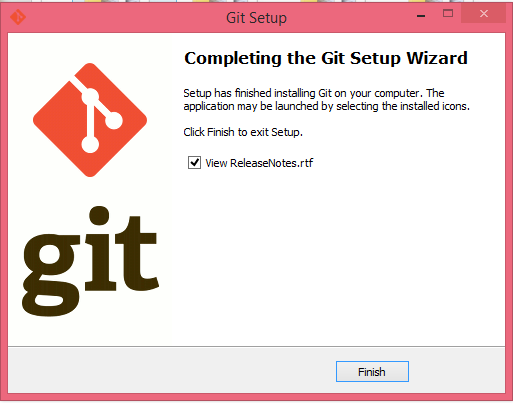 Git Setup
Completing the Git Setup Wizard
Setup has finished installing Git on your computer. The
application may be launched by selecting the installed icons.
Click Finish to exit Setup.
View ReleaseNotes.rtf
git
Finish